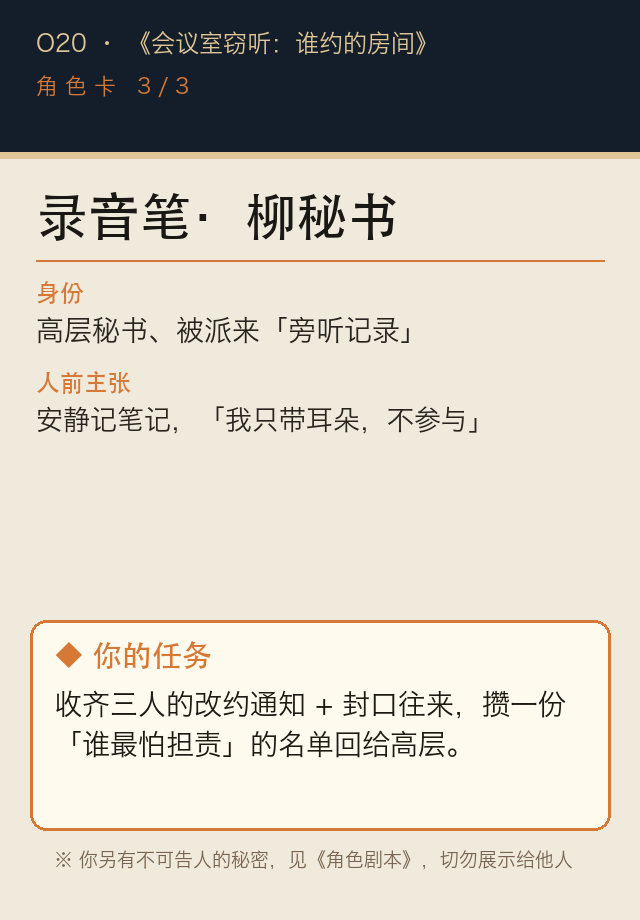 O20 · 《会议室窃听：谁约的房间》
角色卡 3/3
录音笔· 柳秘书
身份
高层秘书、被派来「旁听记录」
人前主张
安静记笔记，「我只带耳朵，不参与」
◆ 你的任务
收齐三人的改约通知 + 封口往来，攒一份
「谁最怕担责」的名单回给高层。
※ 你另有不可告人的秘密，见《角色剧本》，切勿展示给他人